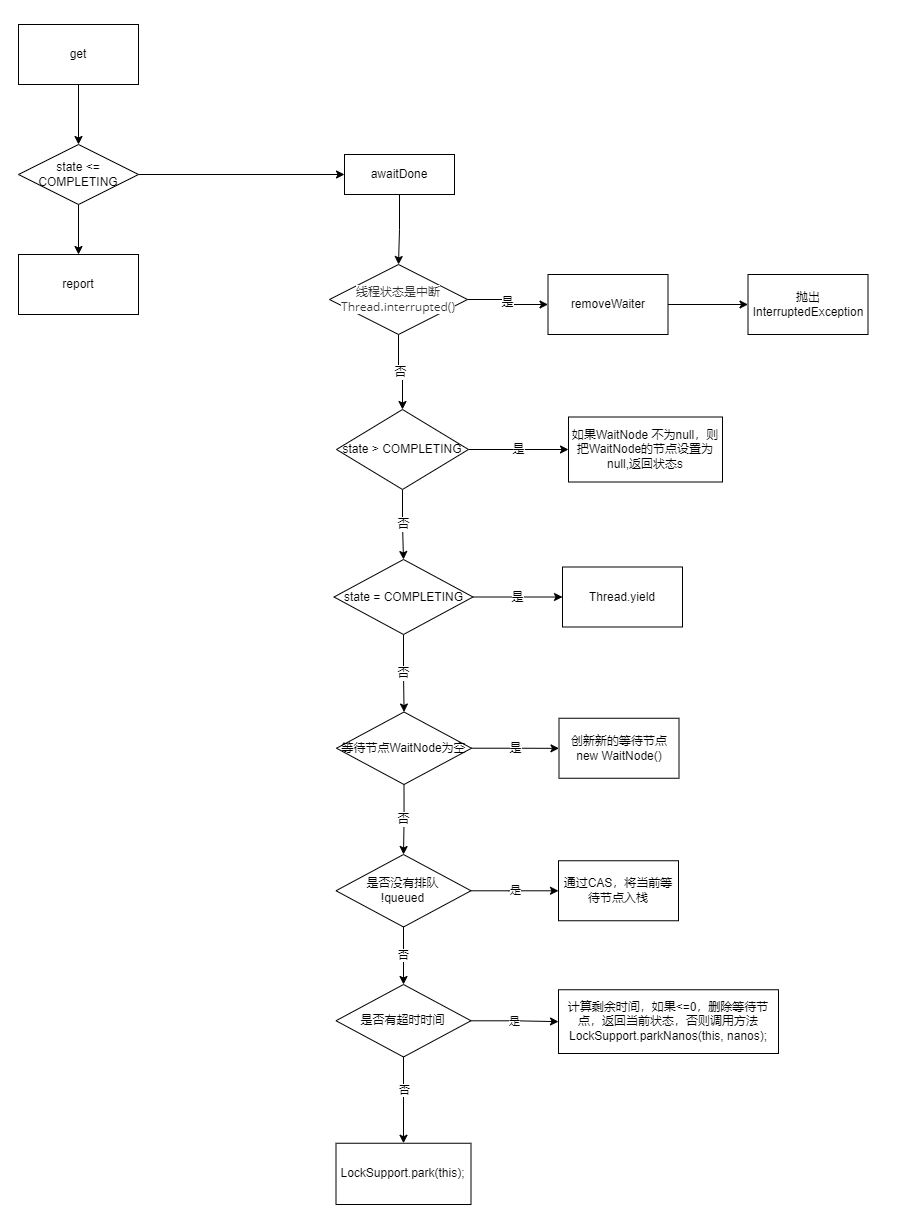 get
state <=
COMPLETING
awaitDone
report
线程状态是中断
Thread.interrupted()
是
removeWaiter
抛出
InterruptedException
否
state > COMPLETING
是
如果WaitNode 不为null，则
把WaitNode的节点设置为
null,返回状态s
否
state = COMPLETING
是
Thread.yield
否
等待节点WaitNode为空
是
创新新的等待节点
new WaitNode()
否
是否没有排队
!queued
是
通过CAS，将当前等
待节点入栈
否
是否有超时时间
是
计算剩余时间，如果<=0，删除等待节
点，返回当前状态，否则调用方法
LockSupport.parkNanos(this, nanos);
否
LockSupport.park(this);